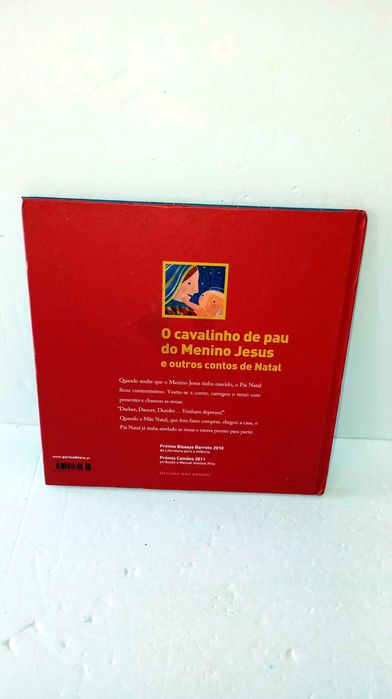 O cavalinho de pau
do Menino Jesus
e outros contos de Natal
Quando soube que o Menino Jesus tinha nascido, o Pai Natal
ficou contentíssimo. Vestiu-se a correr, carregou o trenó com
presentes e chamou as renas:
"Dasher, Dancer, Dunder... Venham depressa!"
Quando a Mãe Natal, que fora fazer compras, chegou a casa, o
Pai Natal já tinha atrelado as renas e estava pronto para partir.
Prémio Bissaya Barreto 2010
de Literatura para a Infância
Prémio Camões 2011
atribuído a Manuel António Pina
www.portoeditora.pt